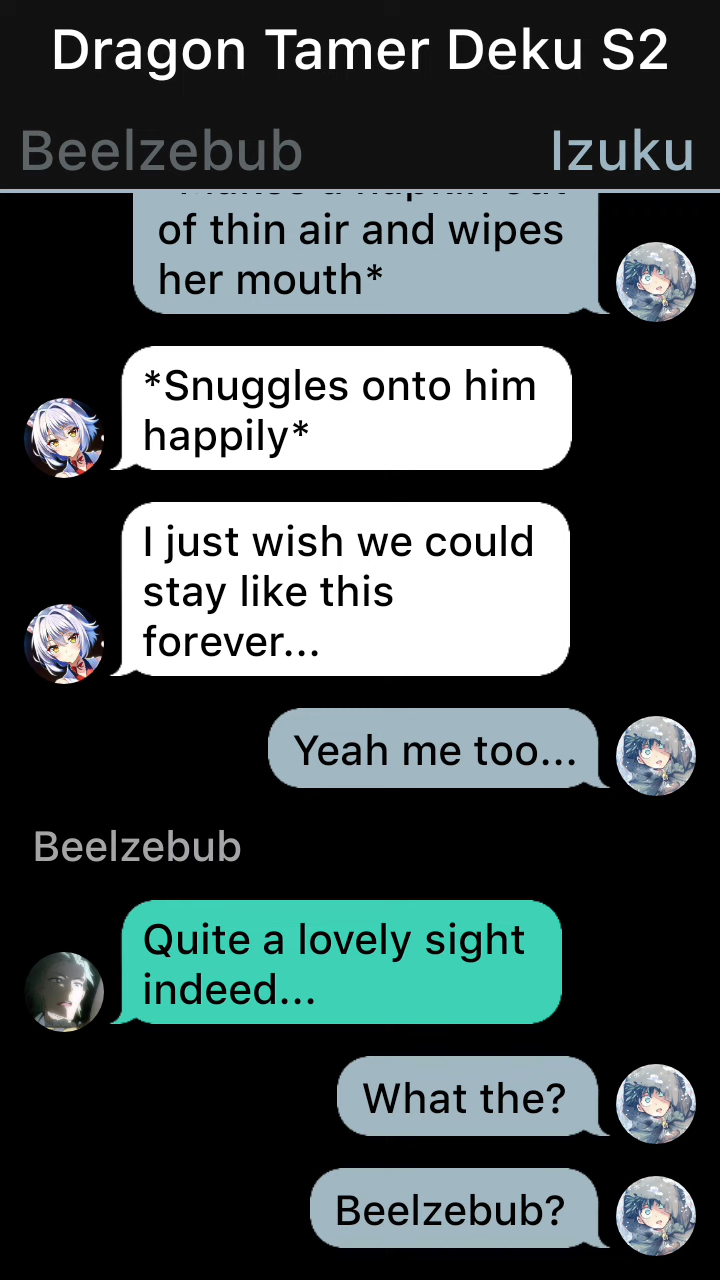 Dragon Tamer Deku S2
Beelzebub
Izuku
of thin air and wipes
her mouth*
*Snuggles onto him
happily*
I just wish we could
stay like this
forever...
Yeah me too...
Beelzebub
Quite a lovely sight
indeed...
What the?
Beelzebub?